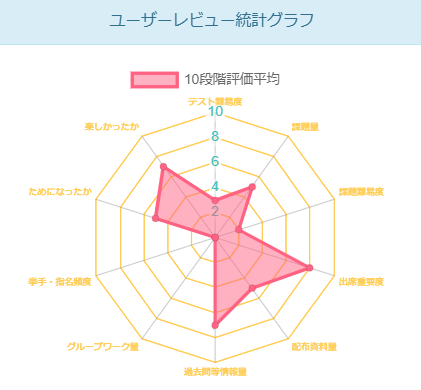 ユーザーレビュー統計グラフ
10段階評価平均
テスト難易度
10
楽しかったか
課題量
8
6
ためになったか
課題難易度
4
2
挙手・指名頻度
出席重要度
グループワーク量
配布資料量
過去問等情報量